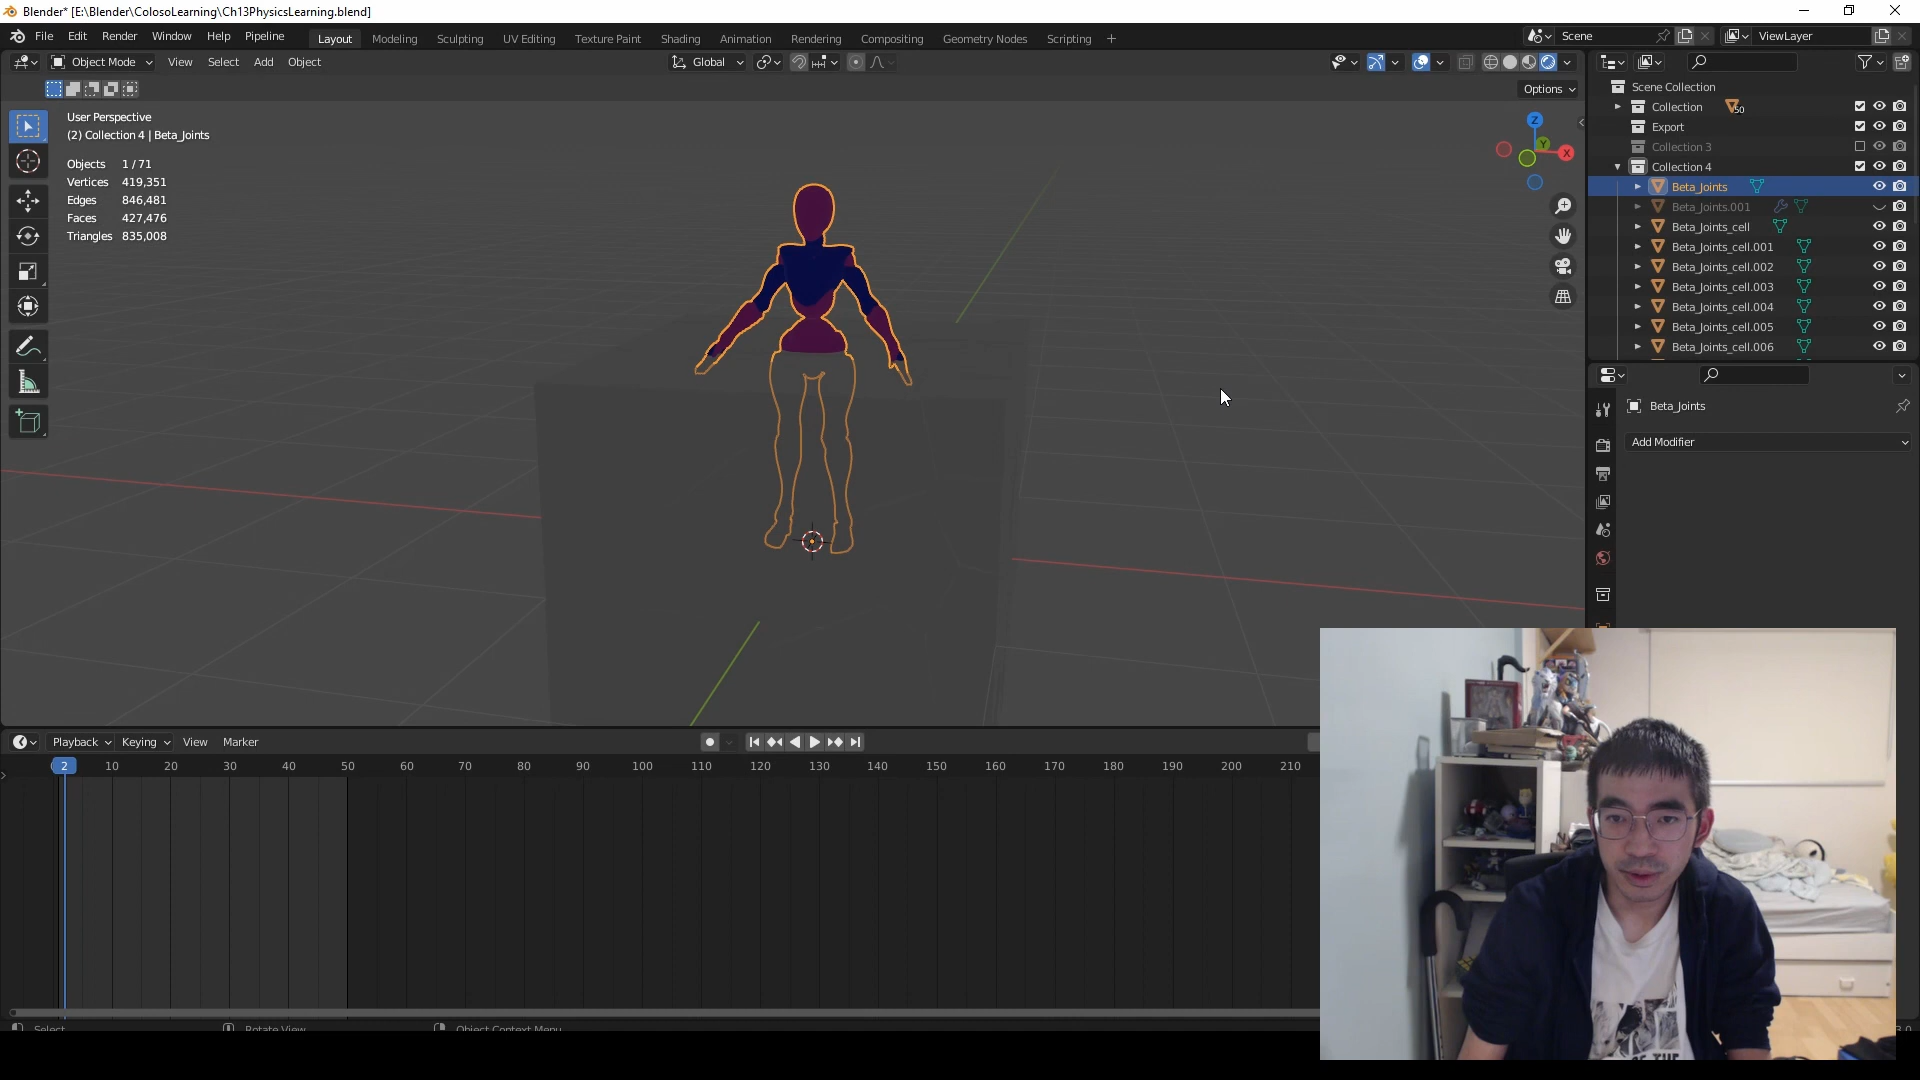 Blender* [E:\Blender\ColosoLearning\Ch13PhysicsLearning.blend]
File Edit Render Window Help Pipeline Layout Modeling Sculpting UV Editing Texture Paint Shading Animation Rendering Compositing Geometry Nodes Scripting + Scene ViewLayer
Object Mode View Select Add Object Global
Options
User Perspective
(2) Collection 4 | Beta_Joints
Objects 1 / 71
Vertices 419,351
Edges 846,481
Faces 427,476
Triangles 835,008
Z
Y
X
Scene Collection
Collection 50
Export
Collection 3
Collection 4
Beta_Joints
Beta_Joints.001
Beta_Joints_cell
Beta_Joints_cell.001
Beta_Joints_cell.002
Beta_Joints_cell.003
Beta_Joints_cell.004
Beta_Joints_cell.005
Beta_Joints_cell.006
Beta_Joints
Add Modifier
Playback Keying View Marker
2 10 20 30 40 50 60 70 80 90 100 110 120 130 140 150 160 170 180 190 200 210
Select Rotate View Object Context Menu
OF THE